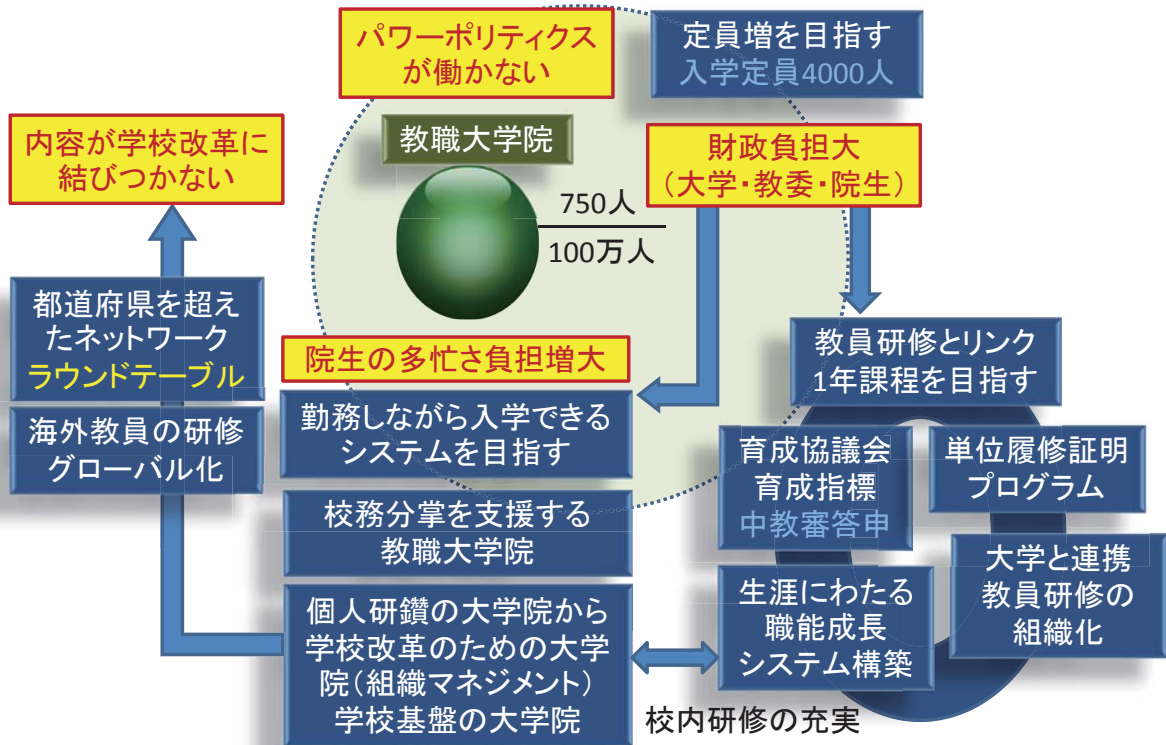 パワーポリティクス
が働かない
定員増を目指す
入学定員4000人
内容が学校改革に
結びつかない
教職大学院
財政負担大
（大学・教委・院生）
750人
100万人
都道府県を超え
たネットワーク
ラウンドテーブル
海外教員の研修
グローバル化
院生の多忙さ負担増大
勤務しながら入学できる
システムを目指す
校務分掌を支援する
教職大学院
個人研鑽の大学院から
学校改革のための大学
院（組織マネジメント）
学校基盤の大学院
教員研修とリンク
1年課程を目指す
育成協議会
育成指標
中教審答申
単位履修証明
プログラム
生涯にわたる
職能成長
システム構築
大学と連携
教員研修の
組織化
校内研修の充実